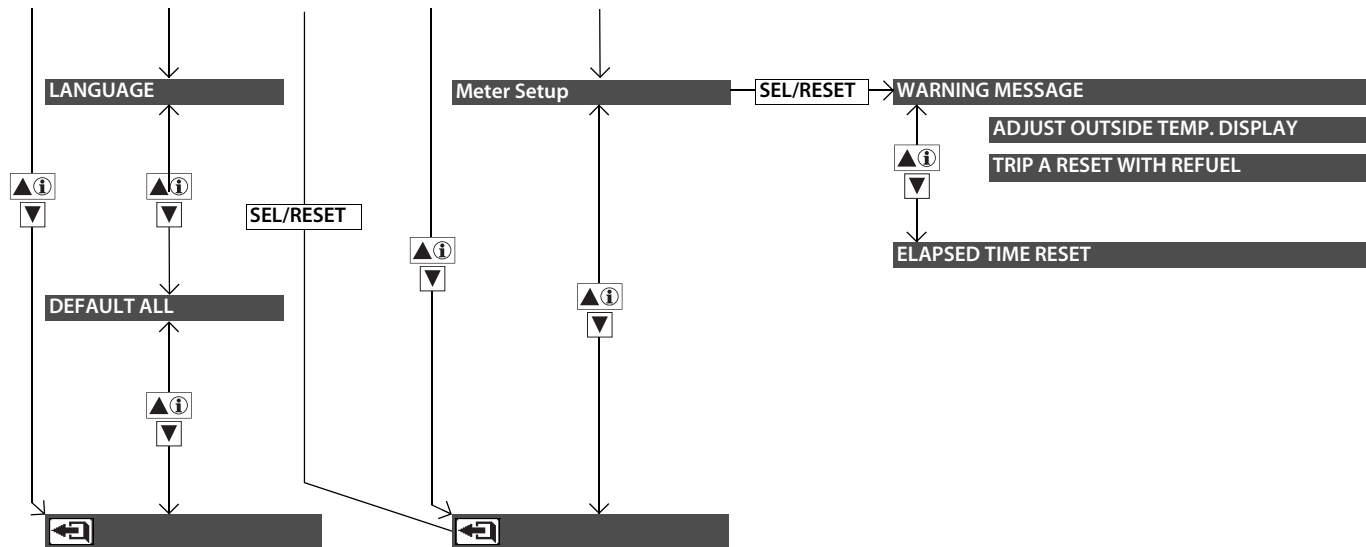 LANGUAGE
Meter Setup
SEL/RESET
WARNING MESSAGE
ADJUST OUTSIDE TEMP. DISPLAY
▲ⓘ
▼
TRIP A RESET WITH REFUEL
▲ⓘ
▼
▲ⓘ
▼
SEL/RESET
▲ⓘ
▼
ELAPSED TIME RESET
▲ⓘ
▼
DEFAULT ALL
▲ⓘ
▼